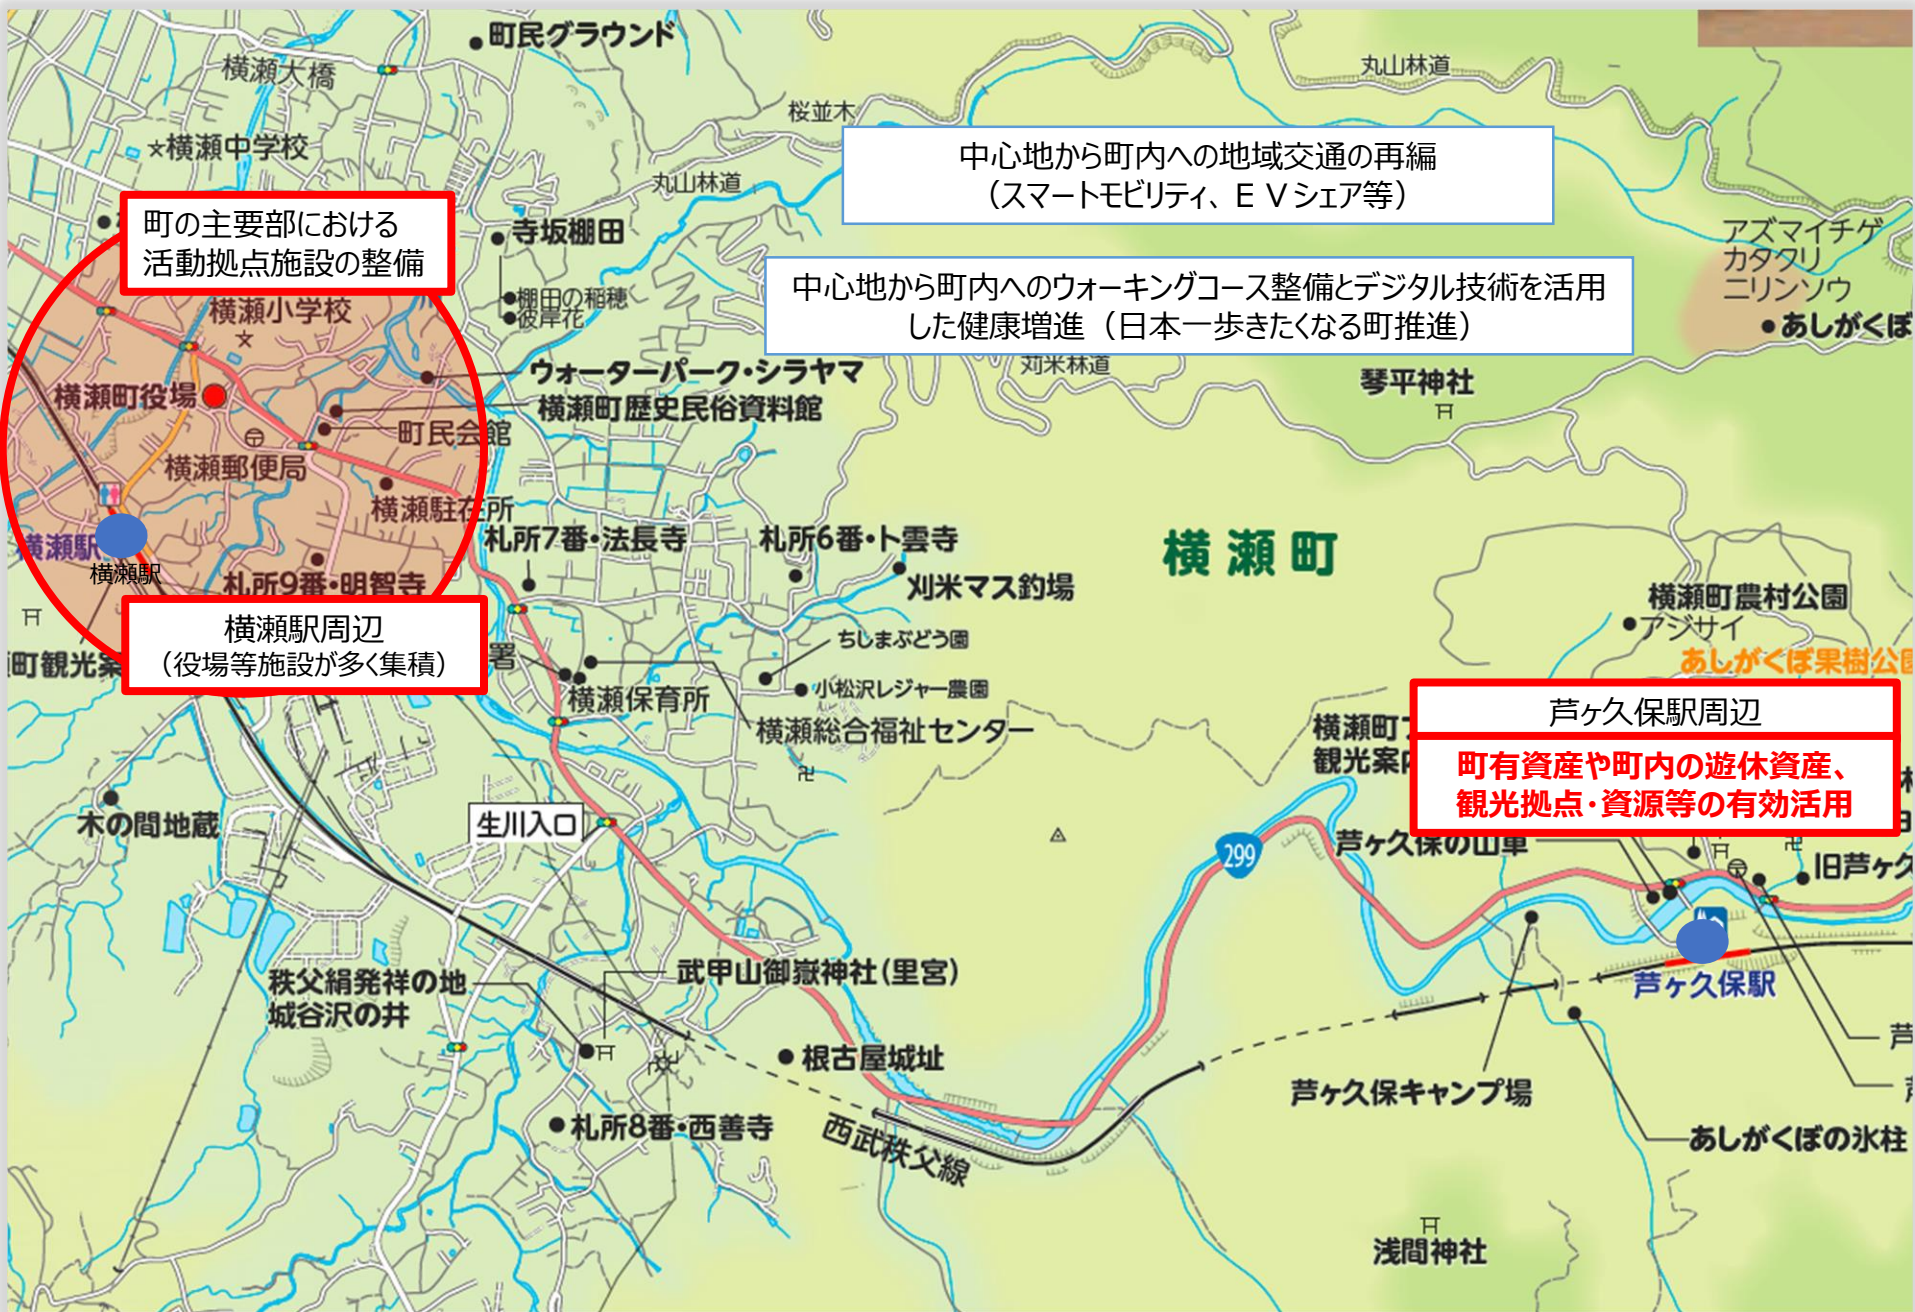 町民グラウンド
横瀬大橋
丸山林道
桜並木
横瀬中学校
中心地から町内への地域交通の再編
（スマートモビリティ、ＥＶシェア等）
丸山林道
町の主要部における
活動拠点施設の整備
寺坂棚田
アズマイチゲ
カタクリ
ニリンソウ
あしがくぼ
棚田の稲穂
彼岸花
中心地から町内へのウォーキングコース整備とデジタル技術を活用
した健康増進（日本一歩きたくなる町推進）
横瀬小学校
苅米林道
ウォーターパーク・シラヤマ
琴平神社
横瀬町役場
横瀬町歴史民俗資料館
町民会館
横瀬郵便局
横瀬駐在所
横瀬駅
横瀬駅
札所7番・法長寺
札所6番・卜雲寺
横瀬町
刈米マス釣場
札所9番・明智寺
横瀬町農村公園
アジサイ
横瀬駅周辺
（役場等施設が多く集積）
町観光案
署
ちしまぶどう園
あしがくぼ果樹公園
小松沢レジャー農園
横瀬保育所
横瀬総合福祉センター
横瀬町
観光案内
芦ヶ久保駅周辺
町有資産や町内の遊休資産、
観光拠点・資源等の有効活用
木の間地蔵
生川入口
299
芦ヶ久保の山車
旧芦ヶ久
秩父絹発祥の地
城谷沢の井
武甲山御嶽神社(里宮)
芦ヶ久保駅
根古屋城址
芦
芦ヶ久保キャンプ場
札所8番・西善寺
西武秩父線
あしがくぼの氷柱
浅間神社